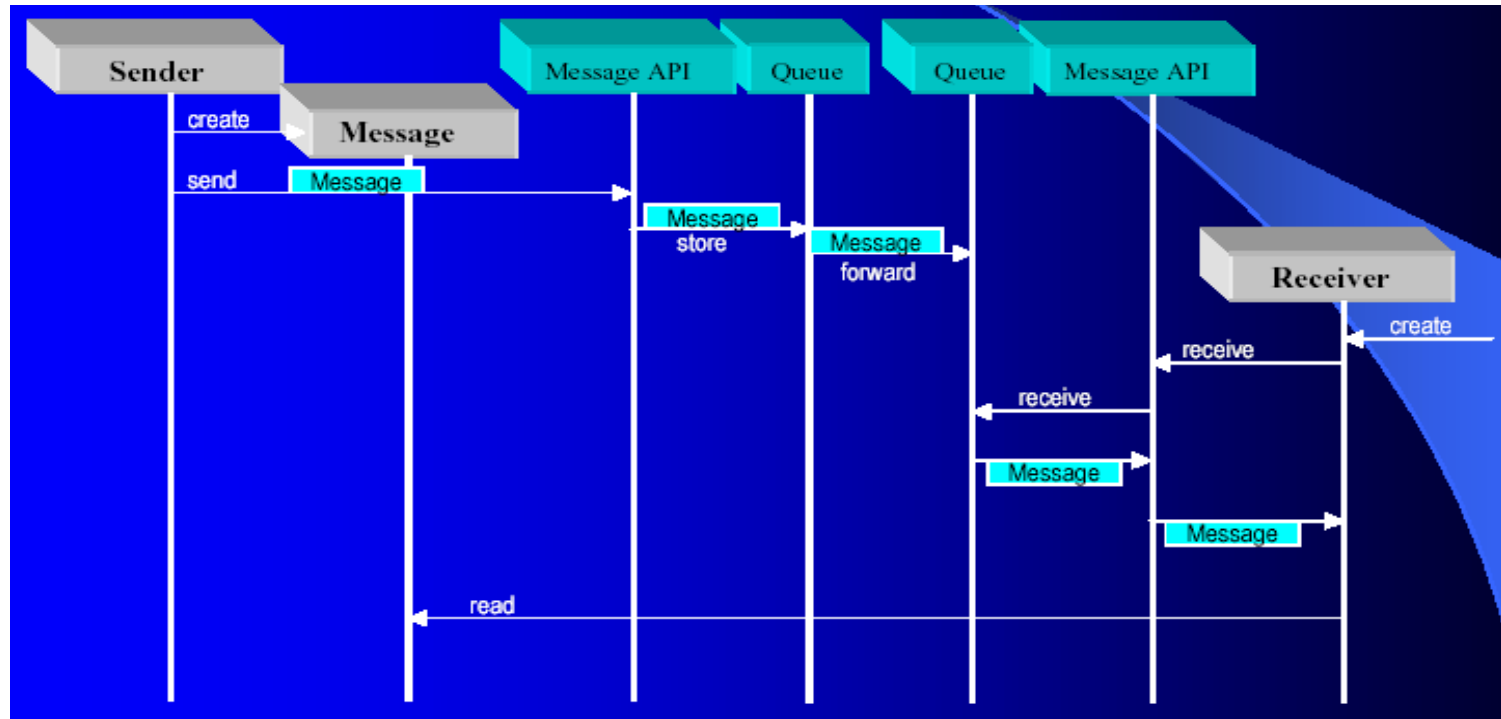 Sender
Message API
Queue
Queue
Message API
create
Message
send
Message
Message
store
Message
forward
Receiver
create
receive
receive
Message
Message
read